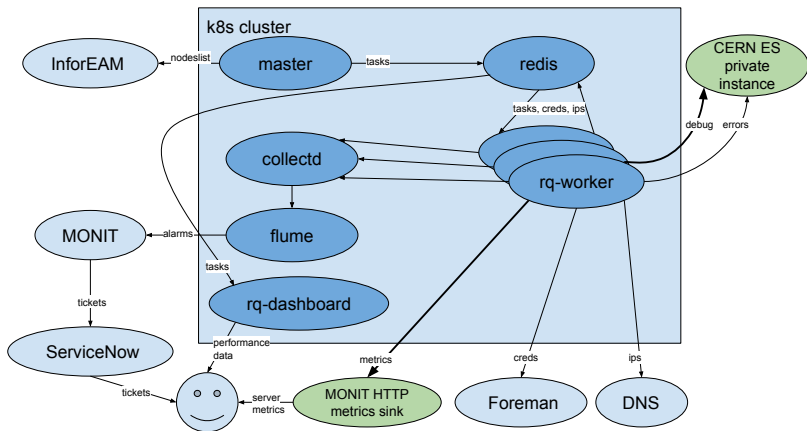 k8s cluster
InforEAM
nodeslist
master
tasks
redis
CERN ES
private
instance
tasks, creds, ips
debug
errors
collectd
rq-worker
MONIT
alarms
flume
tasks
rq-dashboard
tickets
ServiceNow
performance
data
metrics
creds
ips
tickets
server
metrics
MONIT HTTP
metrics sink
Foreman
DNS